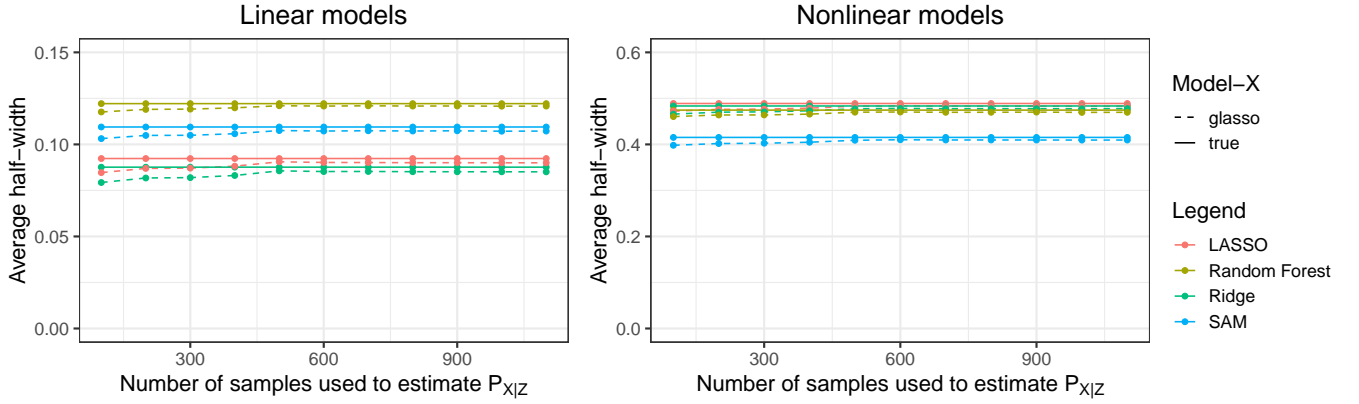 Linear models
Average half−width
0.15
0.10
0.05
0.00
300
600
900
Number of samples used to estimate P_X|Z
Nonlinear models
Average half−width
0.6
0.4
0.2
0.0
300
600
900
Number of samples used to estimate P_X|Z
Model−X
glasso
true
Legend
LASSO
Random Forest
Ridge
SAM